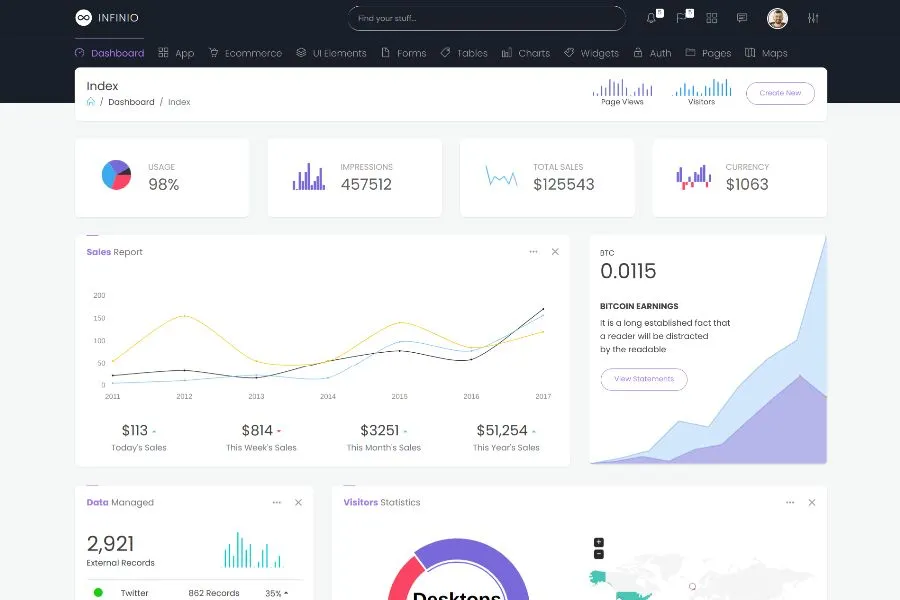 INFINIO
Find your stuff...
Dashboard App Ecommerce UI Elements Forms Tables Charts Widgets Auth Pages Maps
Index
/ Dashboard / Index
Page Views
Visitors
Create New
USAGE
98%
IMPRESSIONS
457512
TOTAL SALES
$125543
CURRENCY
$1063
Sales Report
200
150
100
50
0
2011 2012 2013 2014 2015 2016 2017
$113
Today's Sales
$814
This Week's Sales
$3251
This Month's Sales
$51,254
This Year's Sales
BTC
0.0115
BITCOIN EARNINGS
It is a long established fact that
a reader will be distracted
by the readable
View Statements
Data Managed
2,921
External Records
Twitter 862 Records 35%
Visitors Statistics
Desktops
+
-